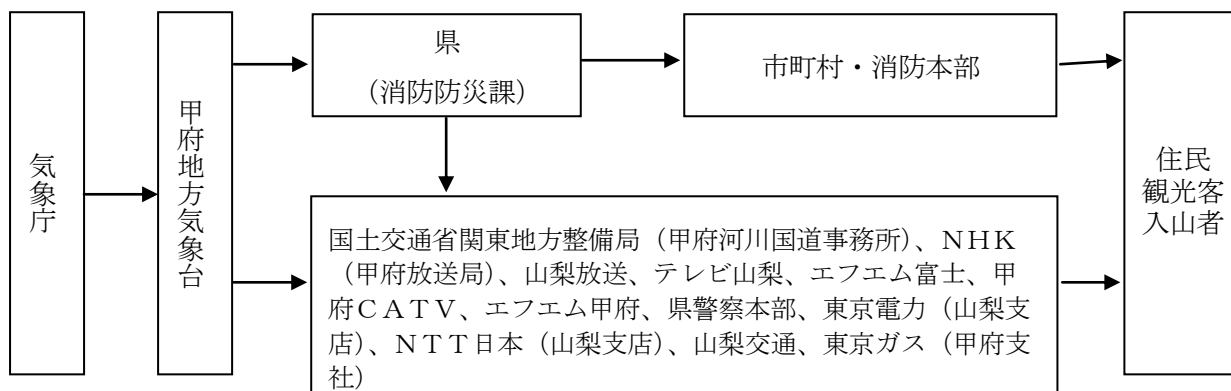 気象庁
甲府地方気象台
県
（消防防災課）
市町村・消防本部
国土交通省関東地方整備局（甲府河川国道事務所）、ＮＨＫ
（甲府放送局）、山梨放送、テレビ山梨、エフエム富士、甲
府ＣＡＴＶ、エフエム甲府、県警察本部、東京電力（山梨支
店）、ＮＴＴ日本（山梨支店）、山梨交通、東京ガス（甲府支
社）
住民
観光客
入山者